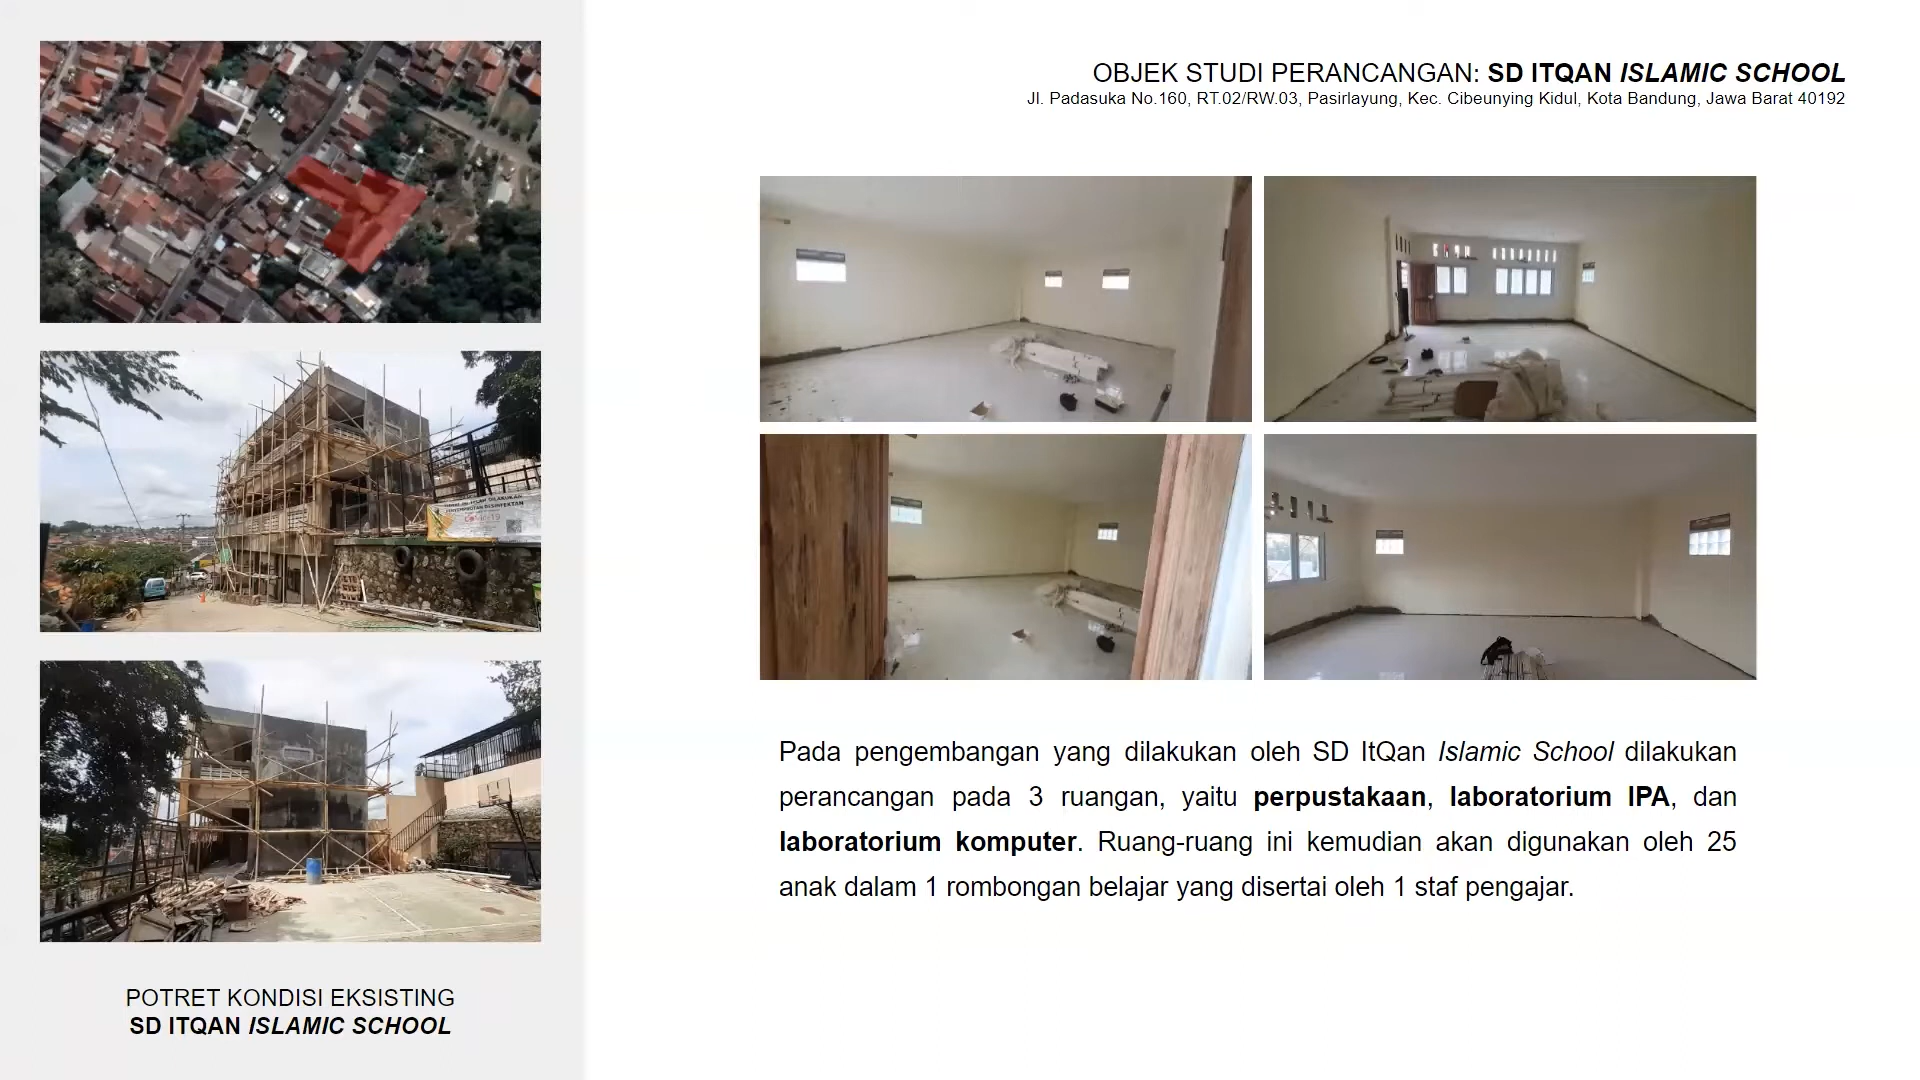 OBJEK STUDI PERANCANGAN: SD ITQAN ISLAMIC SCHOOL
Jl. Padasuka No.160, RT.02/RW.03, Pasirlayung, Kec. Cibeunying Kidul, Kota Bandung, Jawa Barat 40192
Pada pengembangan yang dilakukan oleh SD ItQan Islamic School dilakukan
perancangan pada 3 ruangan, yaitu perpustakaan, laboratorium IPA, dan
laboratorium komputer. Ruang-ruang ini kemudian akan digunakan oleh 25
anak dalam 1 rombongan belajar yang disertai oleh 1 staf pengajar.
POTRET KONDISI EKSISTING
SD ITQAN ISLAMIC SCHOOL